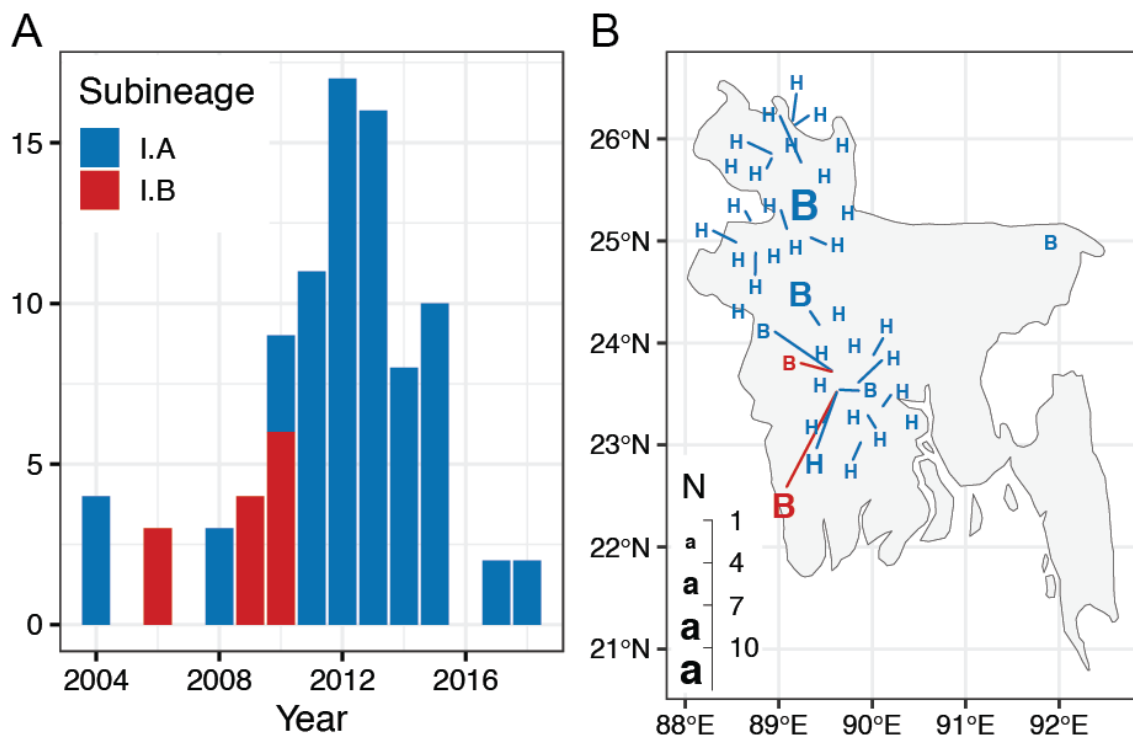 A
Subineage
I.A
I.B
15
10
5
0
2004 2008 2012 2016
Year
B
26°N
25°N
24°N
23°N
22°N
21°N
88°E 89°E 90°E 91°E 92°E
H
H H
H H H
H H H
B
H H H
H H H
H H B
H
B
H H
B H H
H H
B
H B H
H H H
H
H H
B
N
1
a
4
a
7
a
10
a